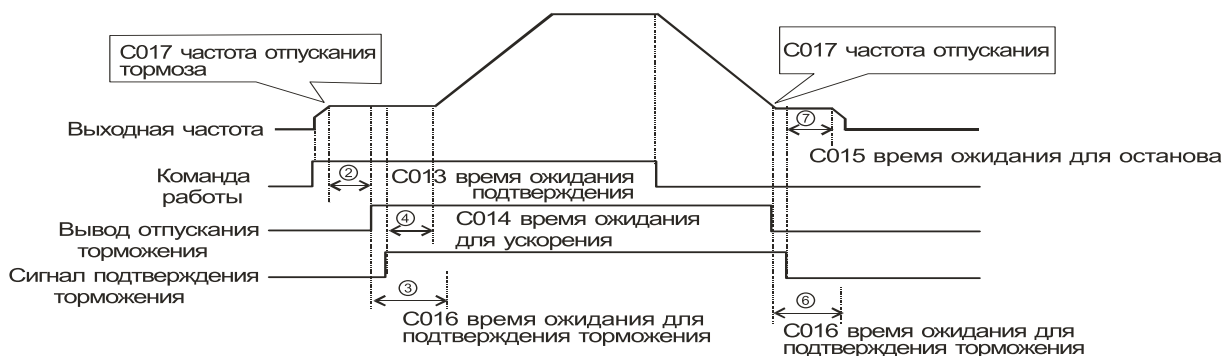 С017 частота отпускания
тормоза
С017 частота отпускания
Выходная частота
⑦
С015 время ожидания для останова
Команда
работы
②
С013 время ожидания
подтверждения
Вывод отпускания
торможения
④
С014 время ожидания
для ускорения
Сигнал подтверждения
торможения
③
С016 время ожидания для
подтверждения торможения
⑥
С016 время ожидания для
подтверждения торможения